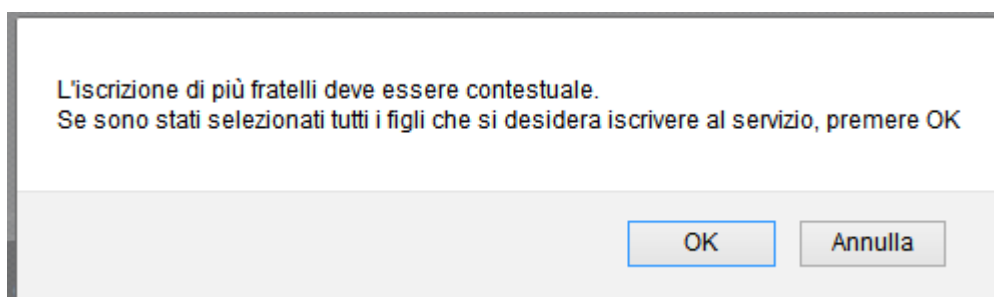 L'iscrizione di più fratelli deve essere contestuale.
Se sono stati selezionati tutti i figli che si desidera iscrivere al servizio, premere OK
OK
Annulla